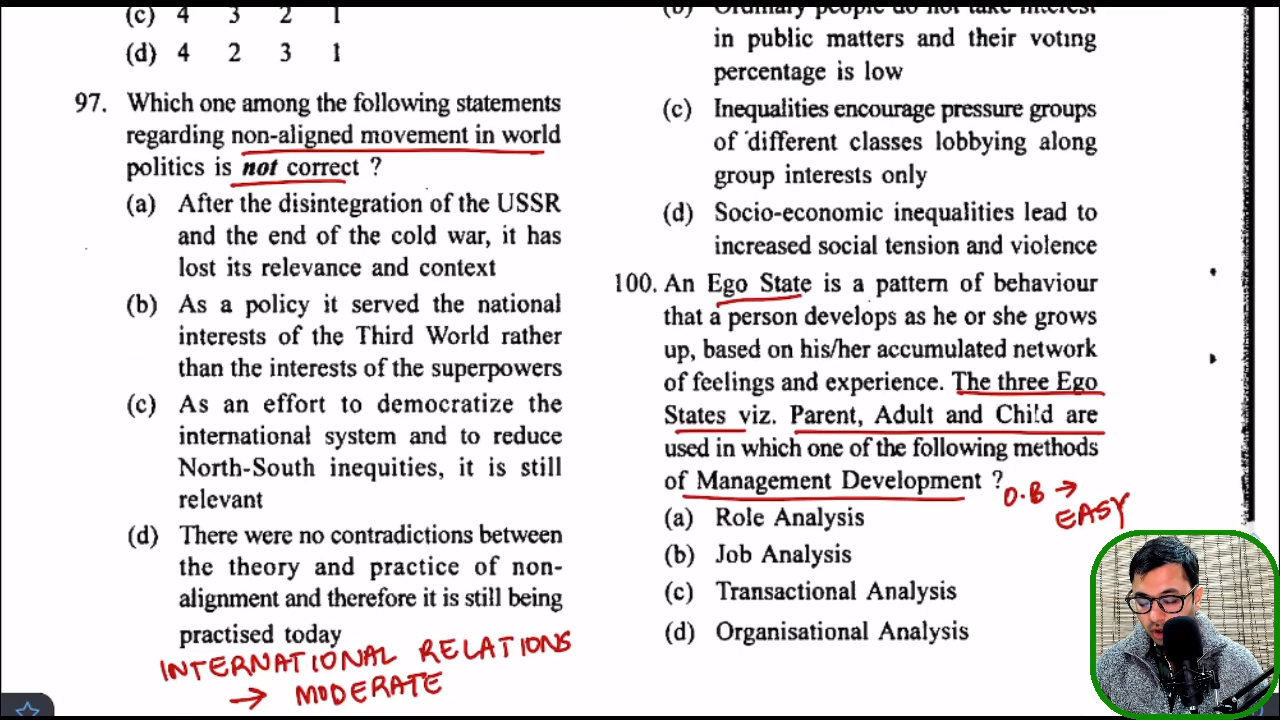 (c) 4 3 2 1
(d) 4 2 3 1
97. Which one among the following statements
regarding non-aligned movement in world
politics is not correct ?
(a) After the disintegration of the USSR
and the end of the cold war, it has
lost its relevance and context
(b) As a policy it served the national
interests of the Third World rather
than the interests of the superpowers
(c) As an effort to democratize the
international system and to reduce
North-South inequities, it is still
relevant
(d) There were no contradictions between
the theory and practice of non-
alignment and therefore it is still being
practised today
INTERNATIONAL RELATIONS
→ MODERATE
(b) Ordinary people do not take interest
in public matters and their voting
percentage is low
(c) Inequalities encourage pressure groups
of different classes lobbying along
group interests only
(d) Socio-economic inequalities lead to
increased social tension and violence
100. An Ego State is a pattern of behaviour
that a person develops as he or she grows
up, based on his/her accumulated network
of feelings and experience. The three Ego
States viz. Parent, Adult and Child are
used in which one of the following methods
of Management Development ?
O.B →
EASY
(a) Role Analysis
(b) Job Analysis
(c) Transactional Analysis
(d) Organisational Analysis